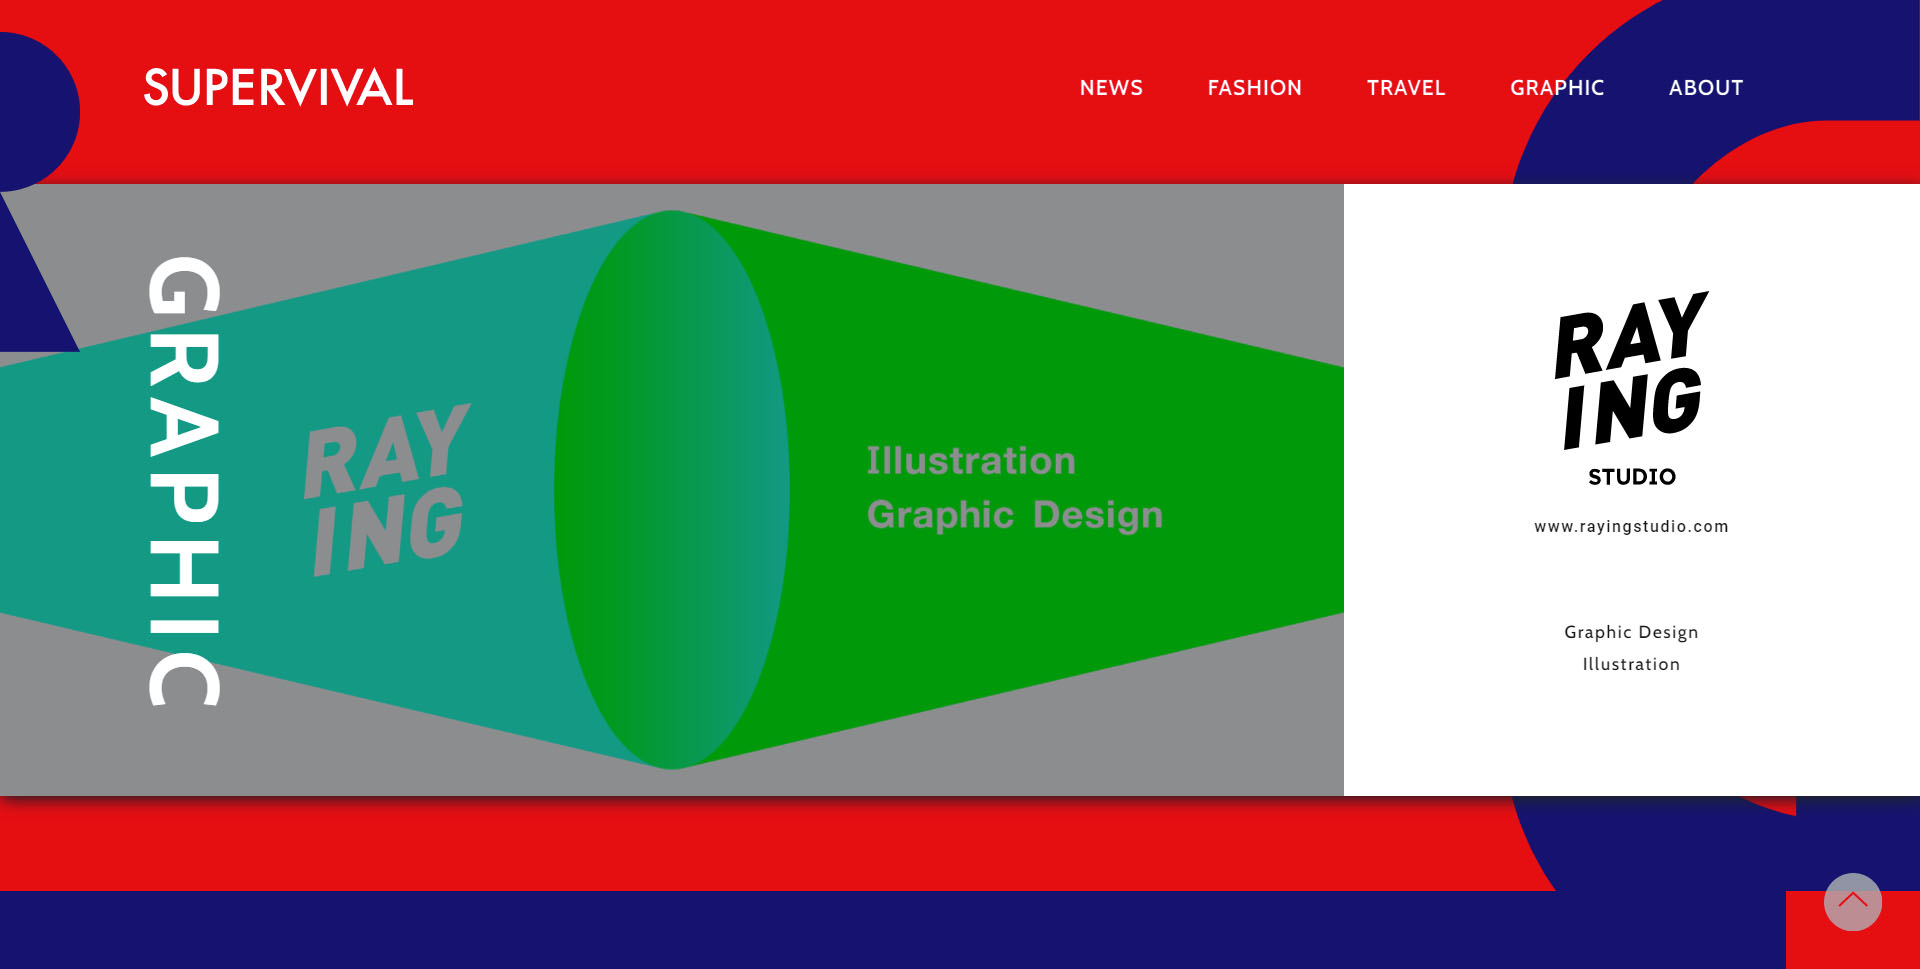 SUPERVIVAL
NEWS FASHION TRAVEL GRAPHIC ABOUT
GRAPHIC
RAY
ING
Illustration
Graphic Design
RAY
ING
STUDIO
www.rayingstudio.com
Graphic Design
Illustration